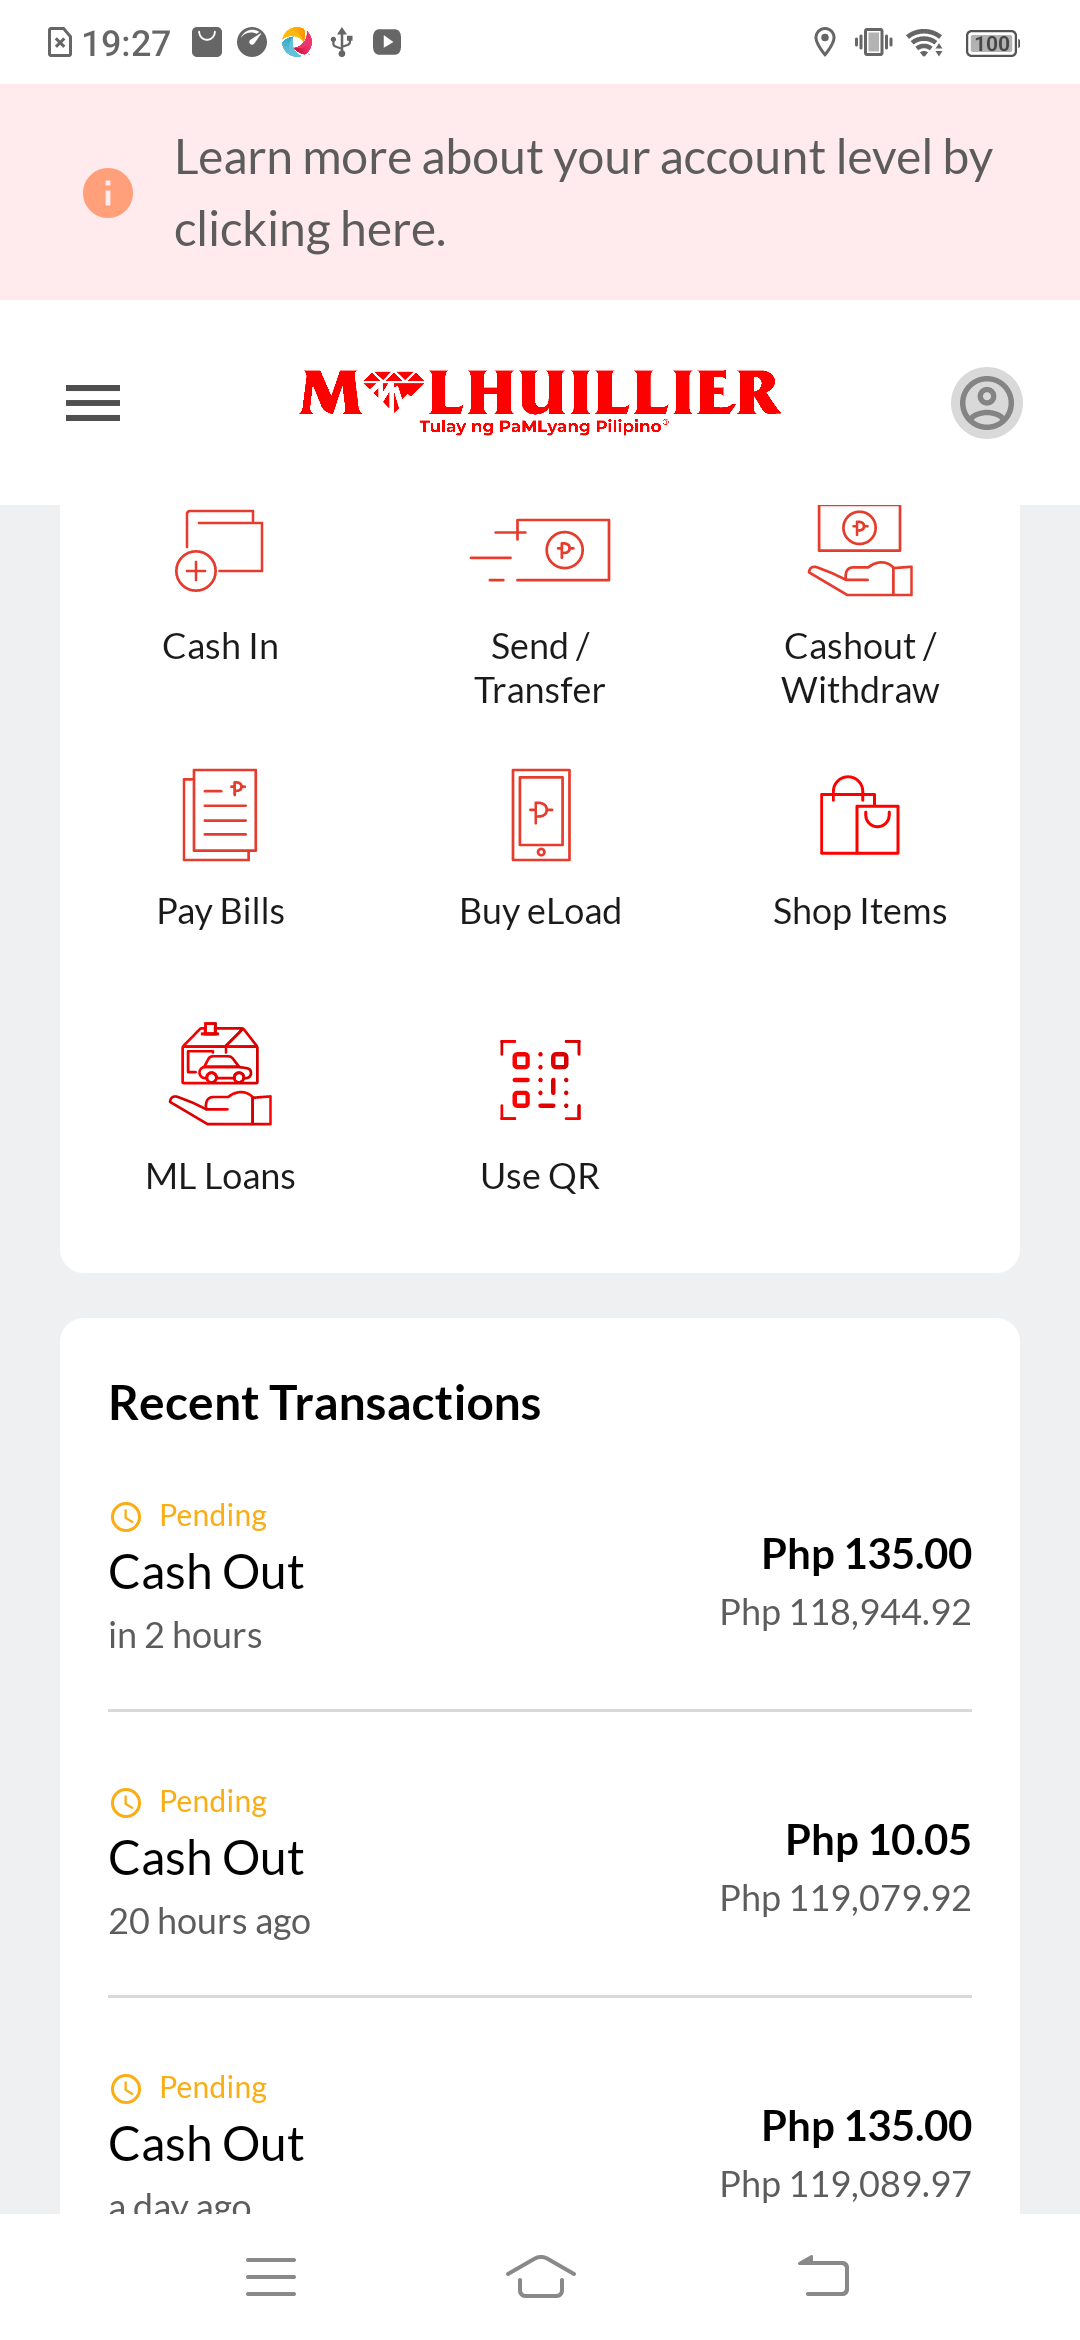 19:27
100
Learn more about your account level by
clicking here.
M LHUILLIER
Tulay ng PaMLyang Pilipino®
Cash In
Send /
Transfer
Cashout /
Withdraw
Pay Bills
Buy eLoad
Shop Items
ML Loans
Use QR
Recent Transactions
Pending
Cash Out
in 2 hours
Php 135.00
Php 118,944.92
Pending
Cash Out
20 hours ago
Php 10.05
Php 119,079.92
Pending
Cash Out
a day ago
Php 135.00
Php 119,089.97